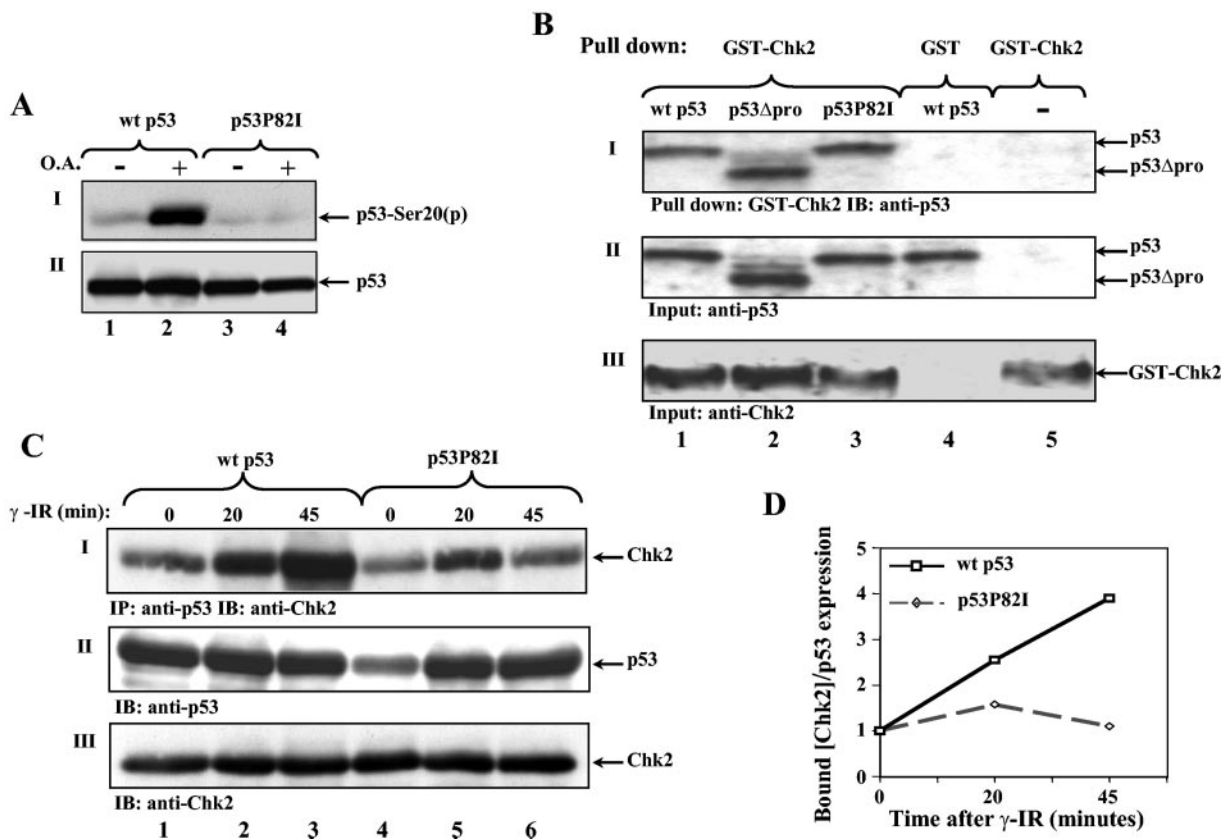 A
wt p53 p53P82I
O.A. - + - +
I
p53-Ser20(p)
II
p53
1 2 3 4
B
Pull down: GST-Chk2 GST GST-Chk2
wt p53 p53Δpro p53P82I wt p53 -
I
p53
p53Δpro
Pull down: GST-Chk2 IB: anti-p53
II
p53
p53Δpro
Input: anti-p53
III
GST-Chk2
Input: anti-Chk2
1 2 3 4 5
C
wt p53 p53P82I
γ -IR (min): 0 20 45 0 20 45
I
Chk2
IP: anti-p53 IB: anti-Chk2
II
p53
IB: anti-p53
III
Chk2
IB: anti-Chk2
1 2 3 4 5 6
D
Bound [Chk2]/p53 expression
5
4
3
2
1
0
wt p53
p53P82I
0 20 45
Time after γ-IR (minutes)